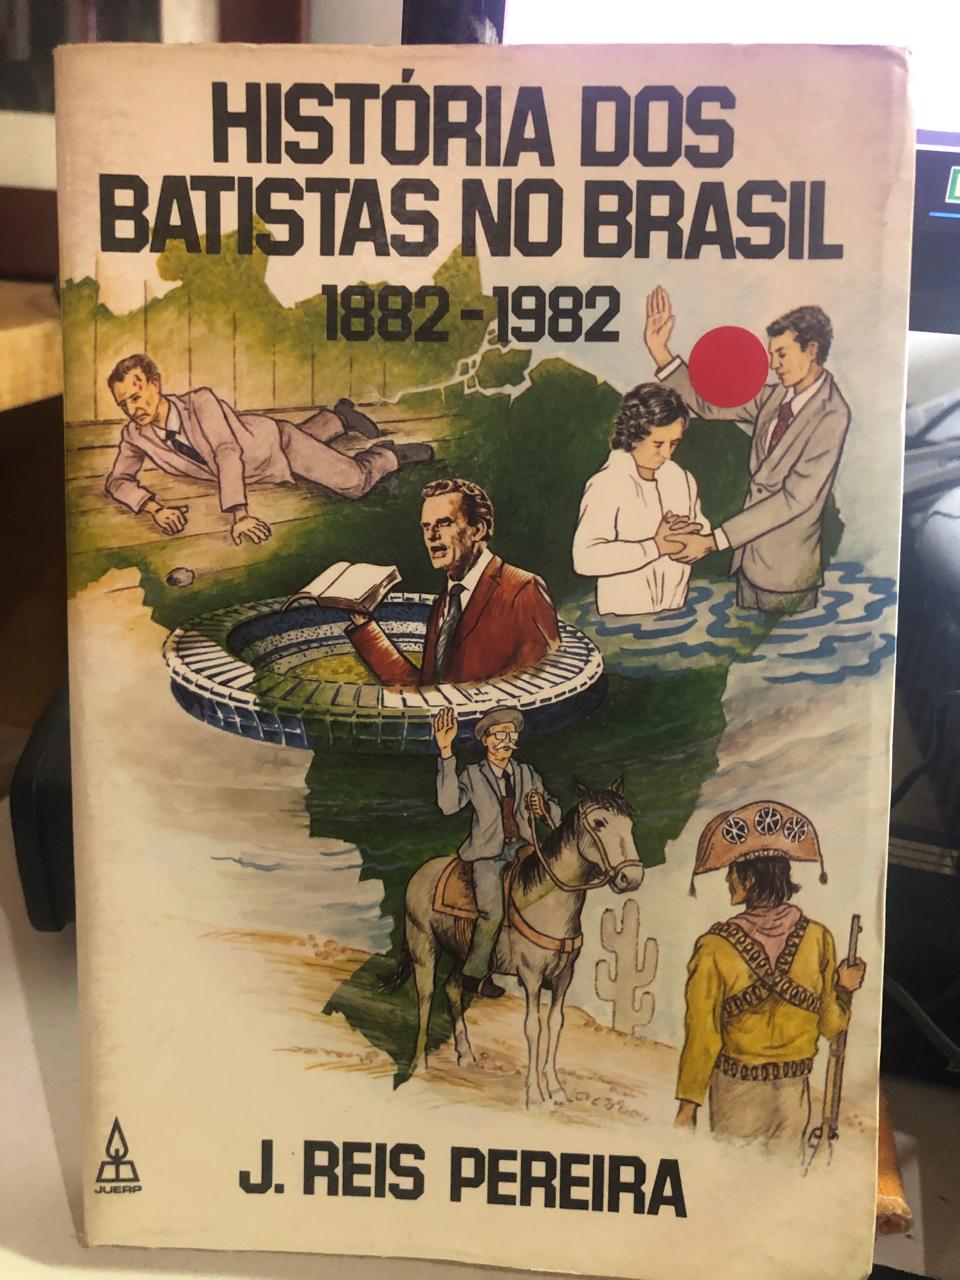 HISTÓRIA DOS
BATISTAS NO BRASIL
1882-1982
J. REIS PEREIRA
JUERP